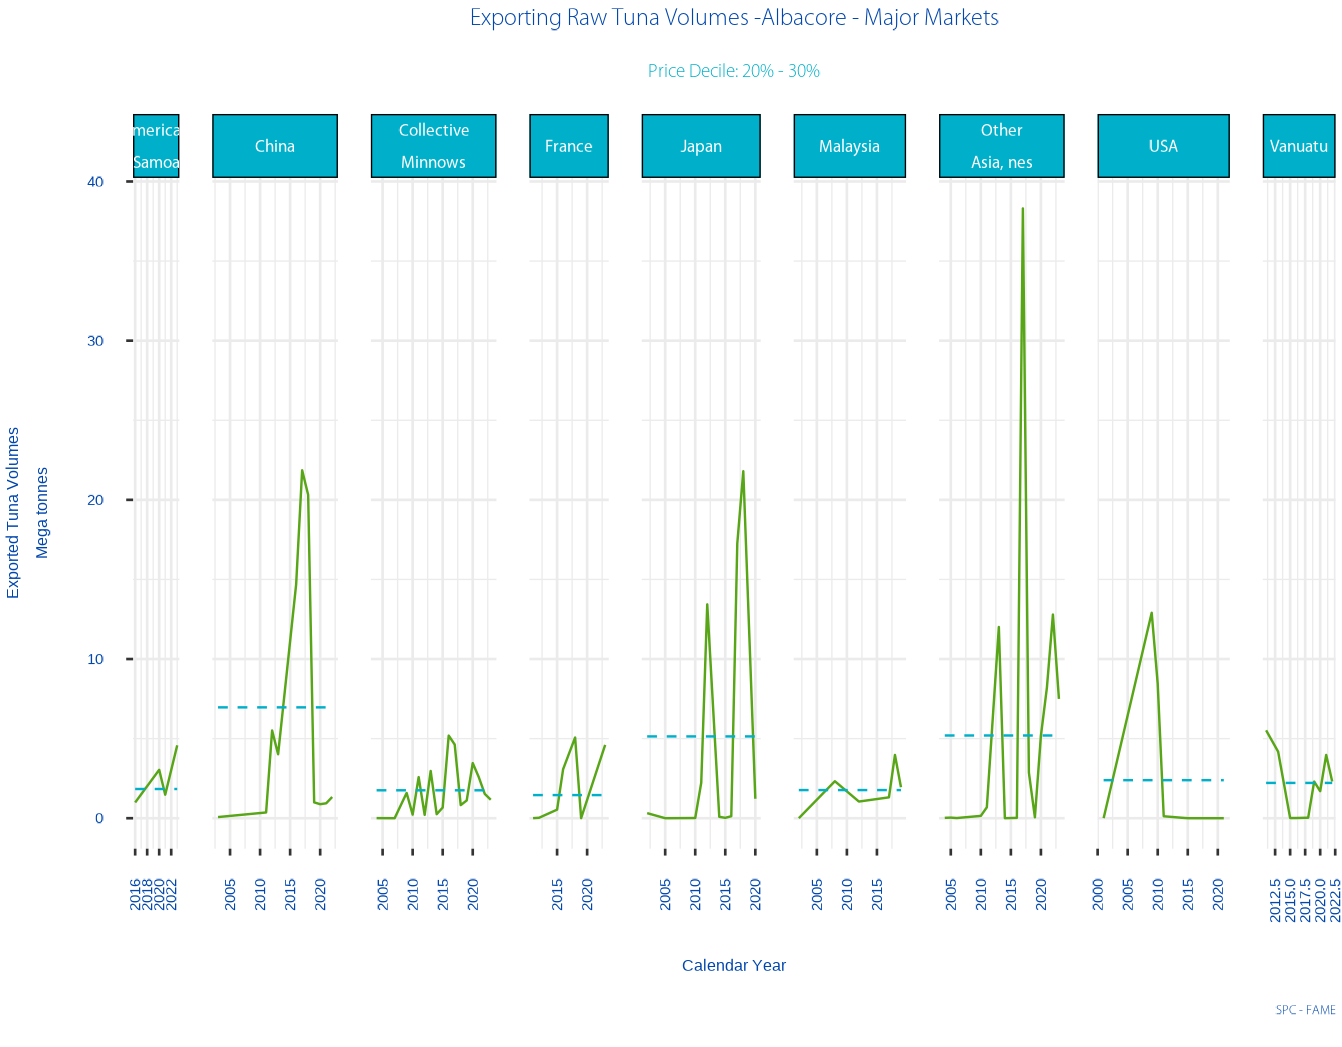 Exporting Raw Tuna Volumes -Albacore - Major Markets
Price Decile: 20% - 30%
merica
Samoa
China
Collective
Minnows
France
Japan
Malaysia
Other
Asia, nes
USA
Vanuatu
40
30
20
10
0
Exported Tuna Volumes
Mega tonnes
2016 2018 2020 2022
2005 2010 2015 2020
2005 2010 2015 2020
2015 2020
2005 2010 2015 2020
2005 2010 2015
2005 2010 2015 2020
2000 2005 2010 2015 2020
2012.5 2015.0 2017.5 2020.0 2022.5
Calendar Year
SPC - FAME